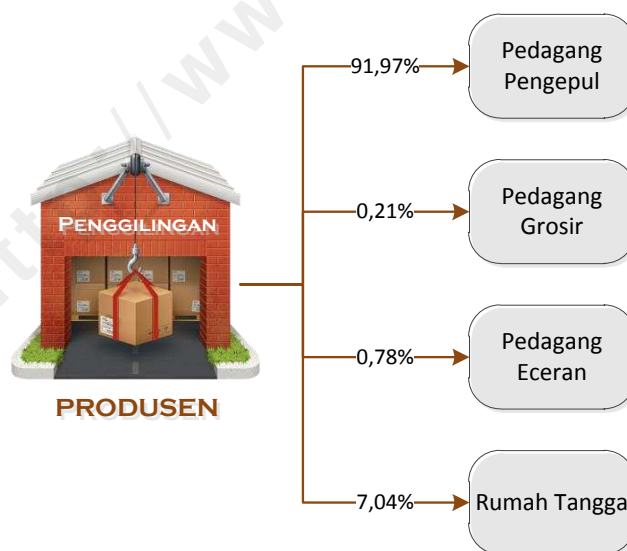 91,97%
Pedagang
Pengepul
PENGGILINGAN
0,21%
Pedagang
Grosir
0,78%
Pedagang
Eceran
PRODUSEN
7,04%
Rumah Tangga